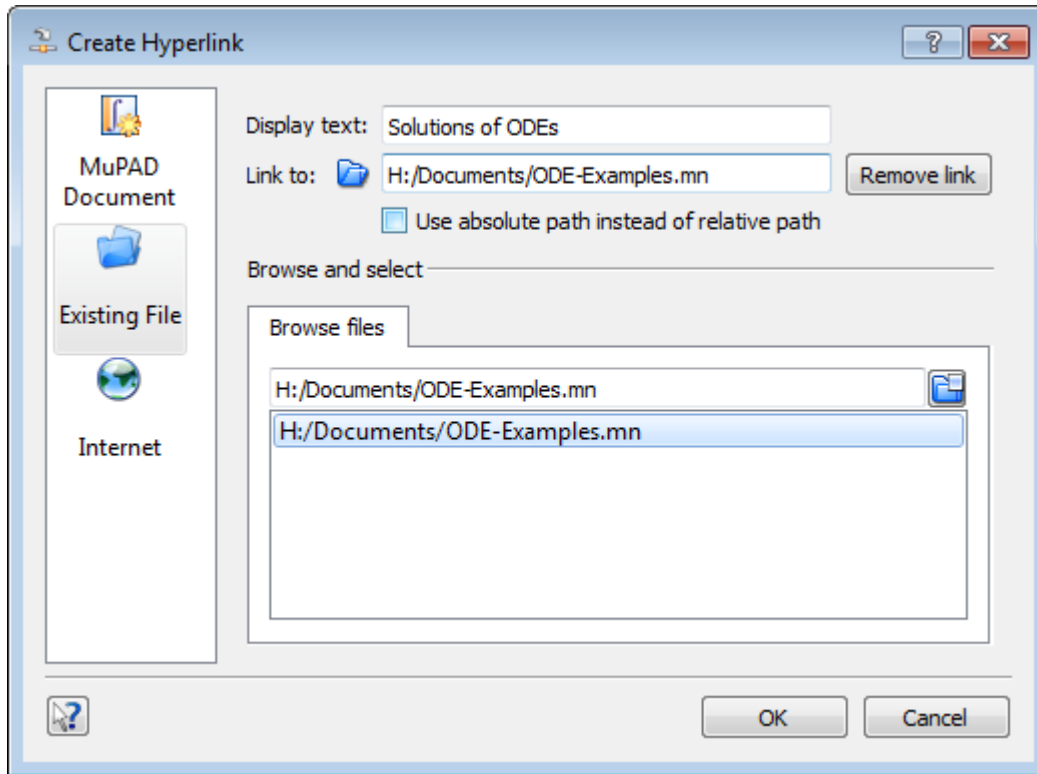 Create Hyperlink
MuPAD
Document
Existing File
Internet
Display text: Solutions of ODEs
Link to: H:/Documents/ODE-Examples.mn Remove link
Use absolute path instead of relative path
Browse and select
Browse files
H:/Documents/ODE-Examples.mn
H:/Documents/ODE-Examples.mn
OK Cancel